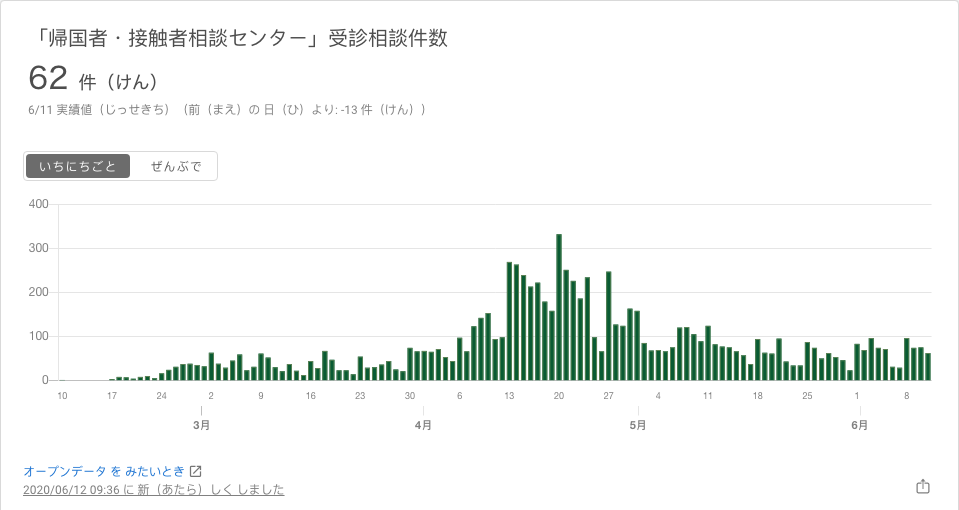 「帰国者・接触者相談センター」受診相談件数
62 件（けん）
6/11 実績値（じっせきち）（前（まえ）の 日（ひ）より: -13 件（けん））
いちにちごと ぜんぶで
400
300
200
100
0
10 17 24 2 9 16 23 30 6 13 20 27 4 11 18 25 1 8
3月 4月 5月 6月
オープンデータ を みたいとき
2020/06/12 09:36 に 新（あたら）しく しました